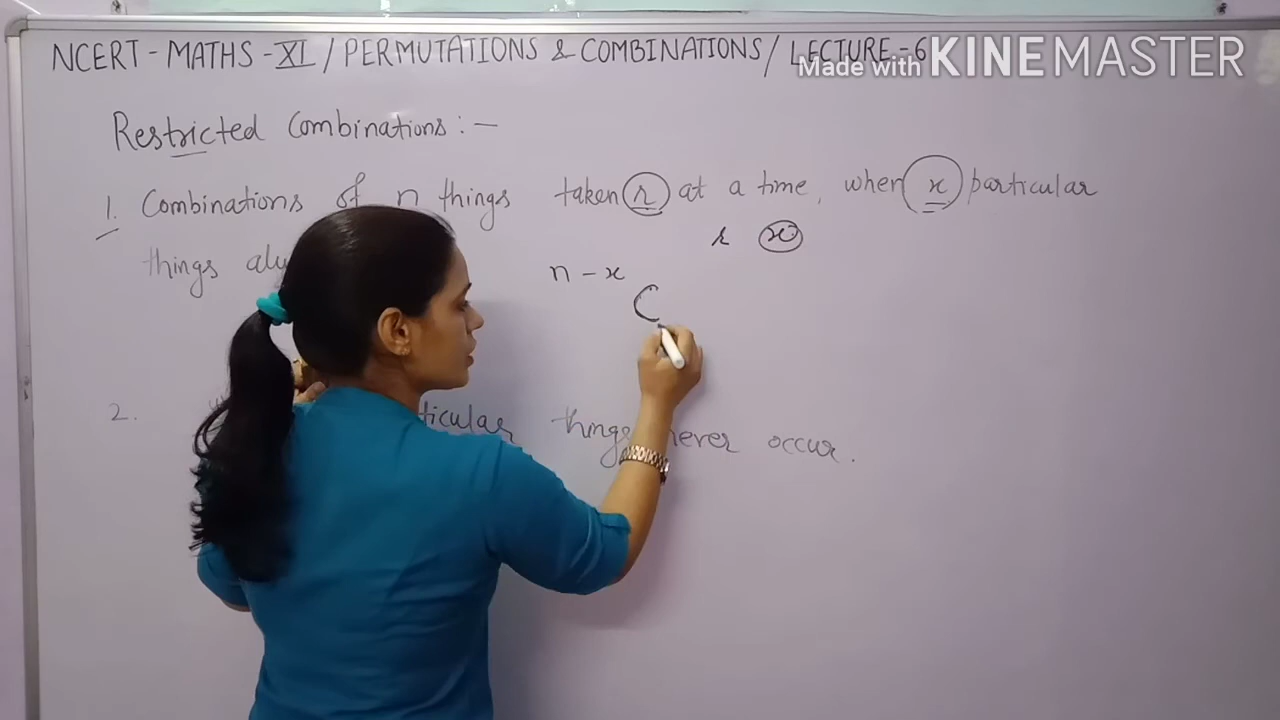 NCERT - MATHS - XI / PERMUTATIONS & COMBINATIONS / LECTURE - 6
Made with KINEMASTER
Restricted Combinations : —
1. Combinations of n things taken r at a time, when x particular
r x
things
n - x C
2. ticular things never occur.